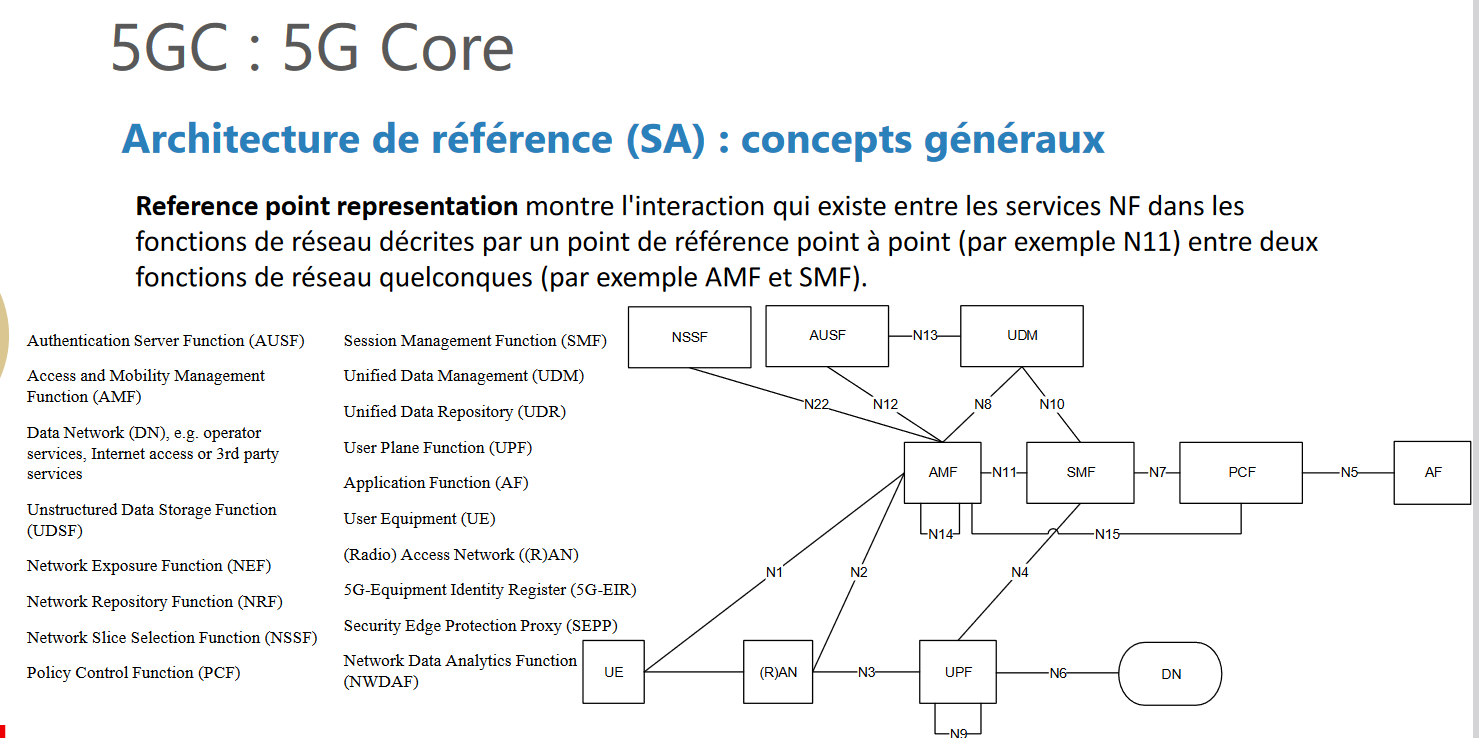 5GC : 5G Core
Architecture de référence (SA) : concepts généraux
Reference point representation montre l'interaction qui existe entre les services NF dans les
fonctions de réseau décrites par un point de référence point à point (par exemple N11) entre deux
fonctions de réseau quelconques (par exemple AMF et SMF).
Authentication Server Function (AUSF)
Access and Mobility Management
Function (AMF)
Data Network (DN), e.g. operator
services, Internet access or 3rd party
services
Unstructured Data Storage Function
(UDSF)
Network Exposure Function (NEF)
Network Repository Function (NRF)
Network Slice Selection Function (NSSF)
Policy Control Function (PCF)
Session Management Function (SMF)
Unified Data Management (UDM)
Unified Data Repository (UDR)
User Plane Function (UPF)
Application Function (AF)
User Equipment (UE)
(Radio) Access Network ((R)AN)
5G-Equipment Identity Register (5G-EIR)
Security Edge Protection Proxy (SEPP)
Network Data Analytics Function
(NWDAF)
NSSF
AUSF
N13
UDM
N22
N12
N8
N10
AMF
N11
SMF
N7
PCF
N5
AF
N14
N15
N1
N2
N4
UE
(R)AN
N3
UPF
N6
DN
N9